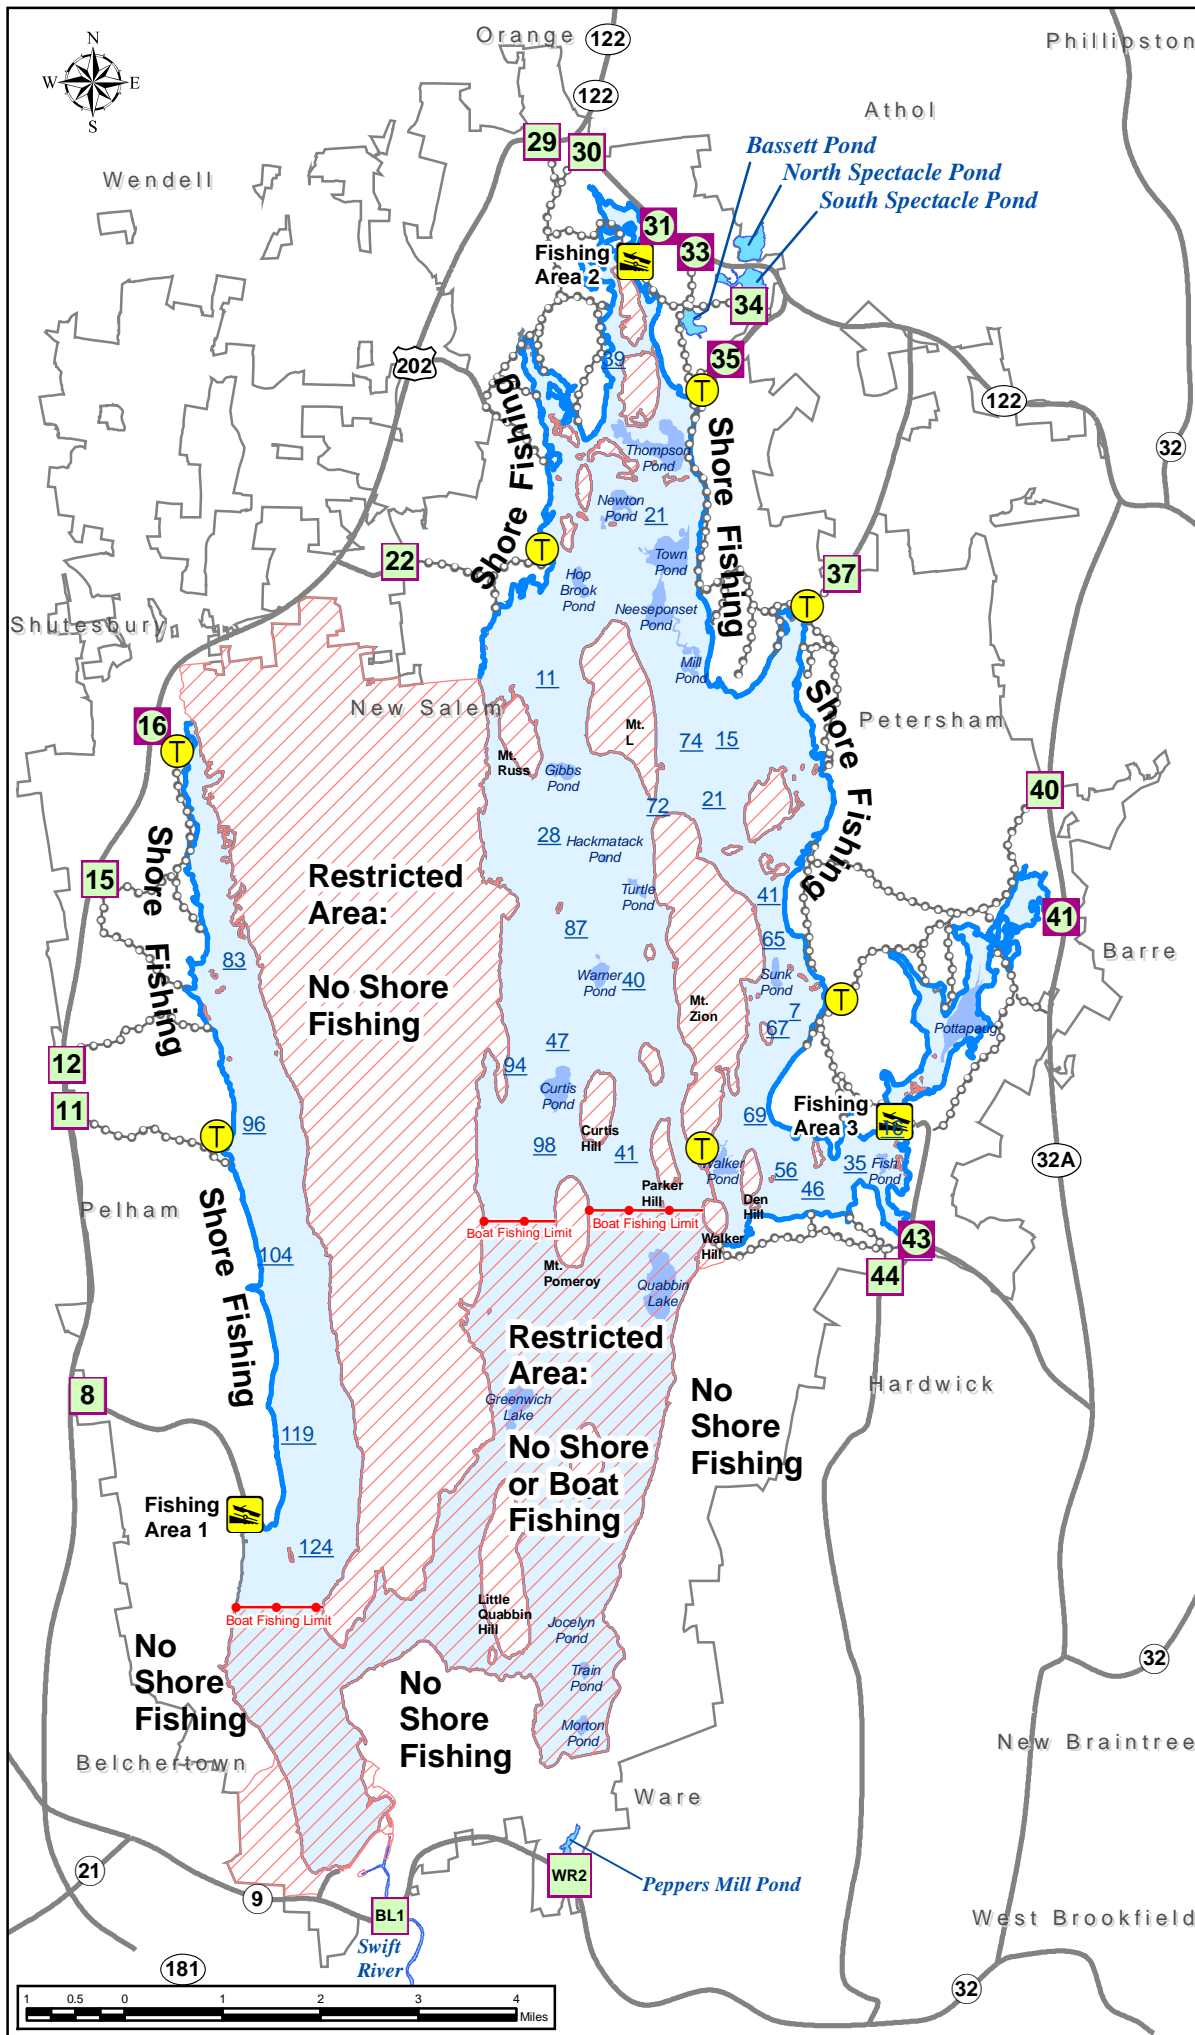 Orange
122
Phillipston
N
W
E
S
122
Athol
29
30
Bassett Pond
North Spectacle Pond
South Spectacle Pond
Wendell
31
33
Fishing
Area 2
34
202
39
35
T
122
32
Shore Fishing
Shore Fishing
Thompson
Pond
Newton
Pond
21
T
22
Town
Pond
37
Hop
Brook
Pond
Neeseponset
Pond
T
Shutesbury
Mill
Pond
11
New Salem
Shore Fishing
Petersham
16
T
Mt.
L
74
15
Mt.
Russ
Gibbs
Pond
72
21
40
28
Hackmatack
Pond
Shore Fishing
15
Restricted
Area:
No Shore
Fishing
Turtle
Pond
41
41
87
65
Barre
83
Warner
Pond
40
Sunk
Pond
T
Mt.
Zion
7
67
Pottapaug
47
12
94
Curtis
Pond
11
96
T
69
Fishing
Area 3
16
Curtis
Hill
98
41
T
Walker
Pond
56
35
Fish
Pond
32A
46
Parker
Hill
Den
Hill
Pelham
Shore Fishing
Boat Fishing Limit
Boat Fishing Limit
Walker
Hill
43
104
Mt.
Pomeroy
44
Quabbin
Lake
Restricted
Area:
No Shore
or Boat
Fishing
8
Greenwich
Lake
No
Shore
Fishing
Hardwick
119
Fishing
Area 1
124
Little
Quabbin
Hill
Boat Fishing Limit
Jocelyn
Pond
No
Shore
Fishing
32
Train
Pond
No
Shore
Fishing
Morton
Pond
New Braintree
Belchertown
Ware
21
WR2
Peppers Mill Pond
9
BL1
West Brookfield
Swift
River
181
32
1 0.5 0 1 2 3 4
Miles